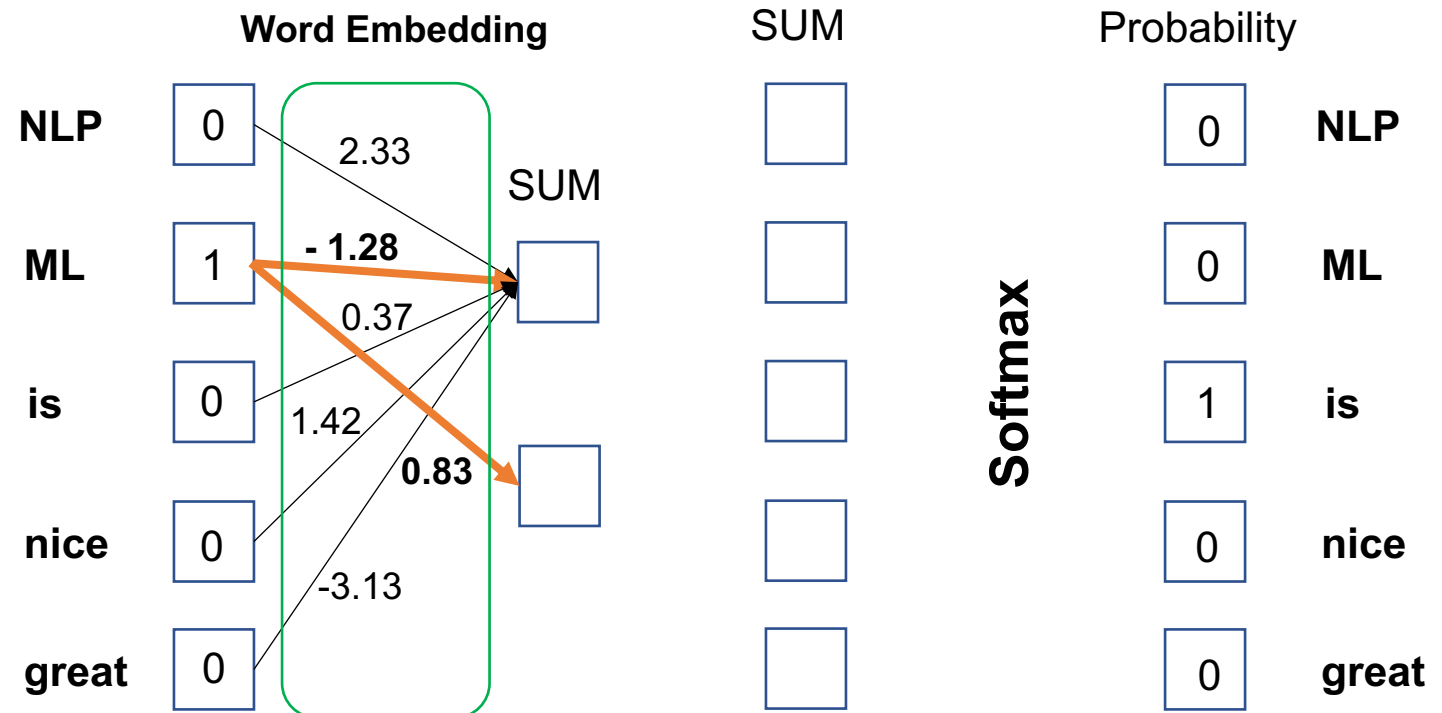 Word Embedding SUM Probability
NLP 0 2.33 0 NLP
SUM
ML 1 - 1.28 0 ML
0.37
is 0 1 is
1.42
0.83
Softmax
nice 0 0 nice
-3.13
great 0 0 great